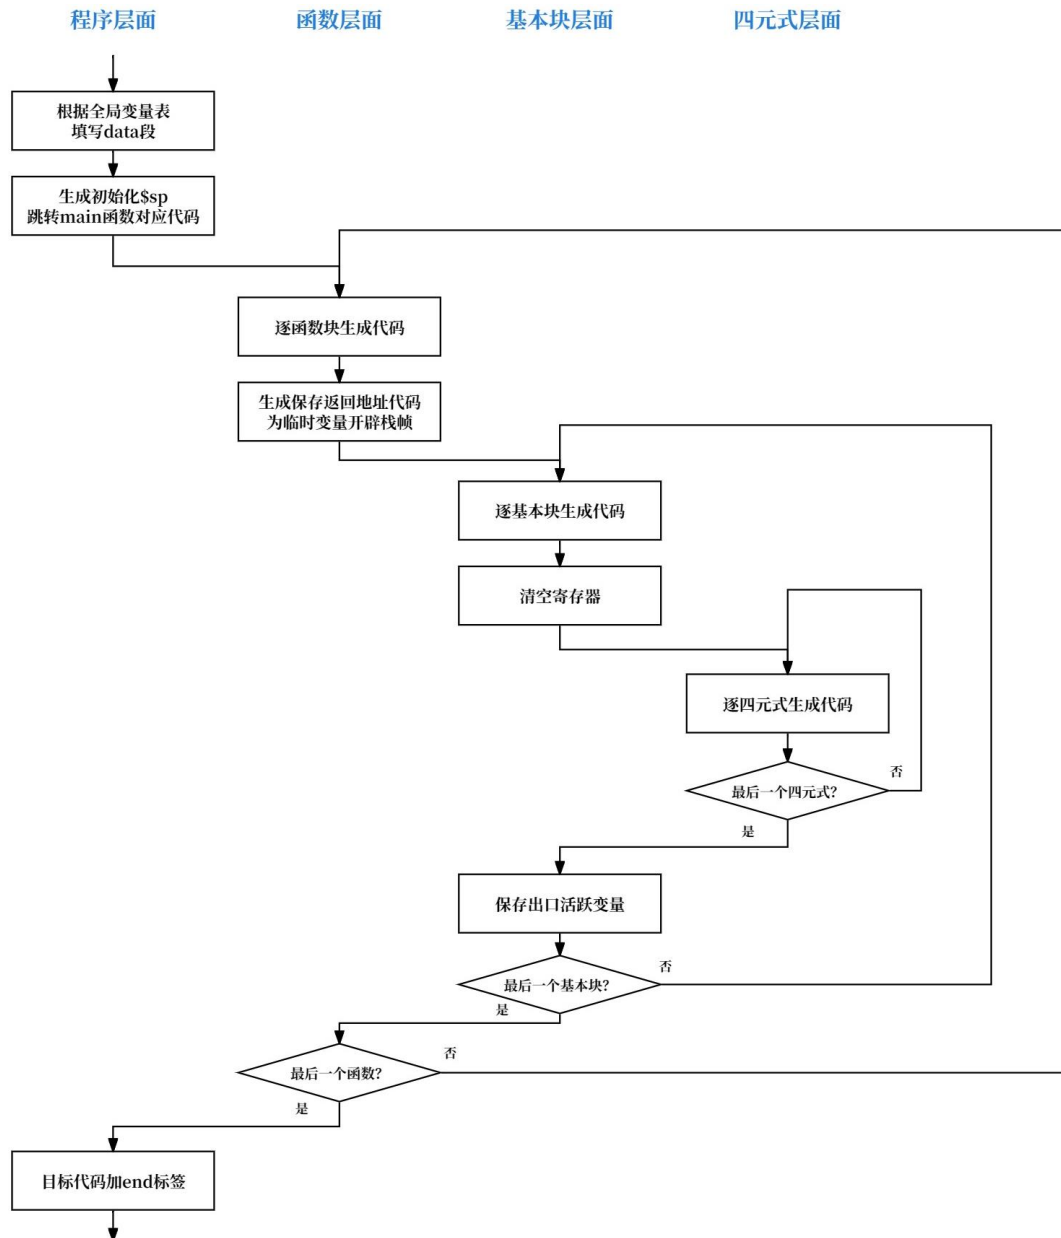 程序层面
函数层面
基本块层面
四元式层面
根据全局变量表
填写data段
生成初始化$sp
跳转main函数对应代码
逐函数块生成代码
生成保存返回地址代码
为临时变量开辟栈帧
逐基本块生成代码
清空寄存器
逐四元式生成代码
最后一个四元式?
否
是
保存出口活跃变量
最后一个基本块?
否
是
最后一个函数?
否
是
目标代码加end标签